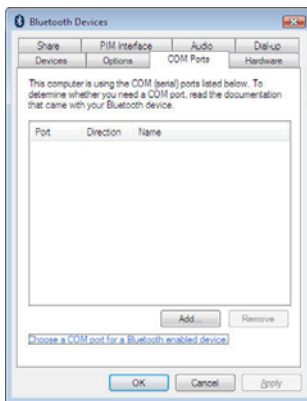 Bluetooth Devices
Share PIM Interface Audio Dial-up
Devices Options COM Ports Hardware
This computer is using the COM (serial) ports listed below. To
determine whether you need a COM port, read the documentation
that came with your Bluetooth device.
Port Direction Name
Add... Remove
Choose a COM port for a Bluetooth enabled device.
OK Cancel Apply